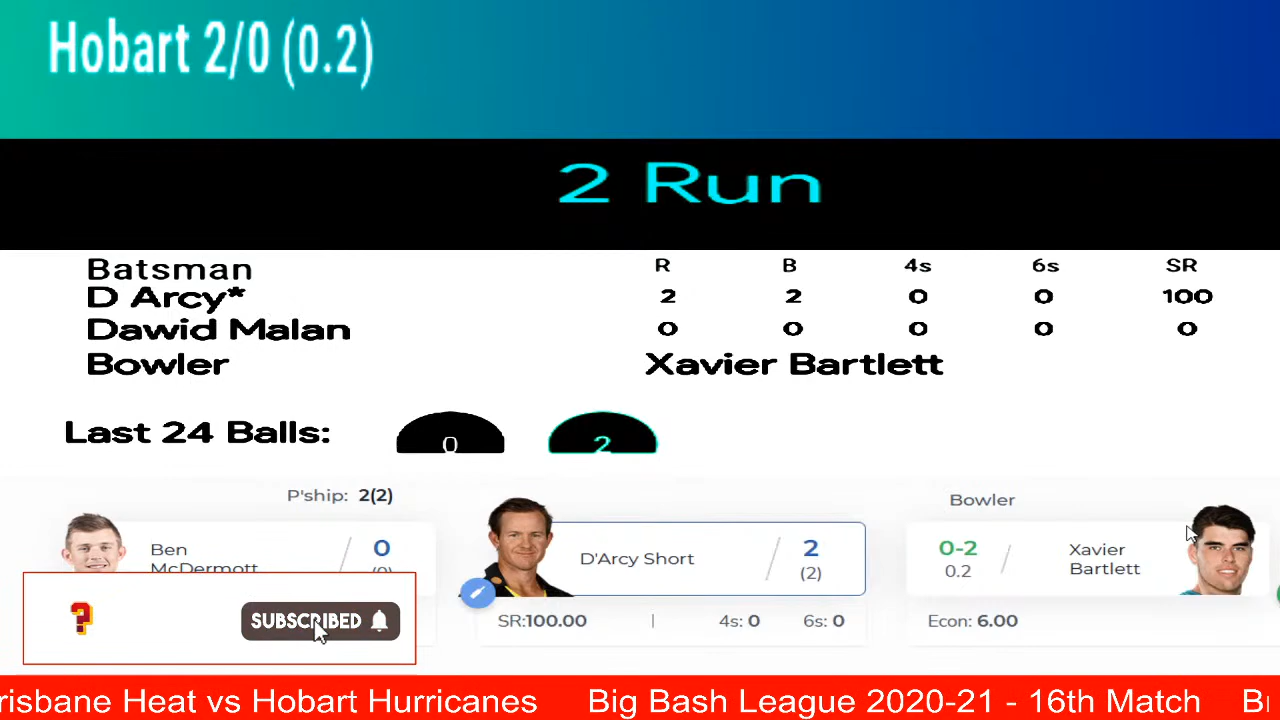 Hobart 2/0 (0.2)
2 Run
Batsman R B 4s 6s SR
D Arcy* 2 2 0 0 100
Dawid Malan 0 0 0 0 0
Bowler Xavier Bartlett
Last 24 Balls: 0 2
P'ship: 2(2)
Bowler
Ben McDermott 0
D'Arcy Short 2
(2)
0-2
0.2
Xavier
Bartlett
? SUBSCRIBED
SR:100.00 | 4s: 0 6s: 0
Econ: 6.00
risbane Heat vs Hobart Hurricanes Big Bash League 2020-21 - 16th Match